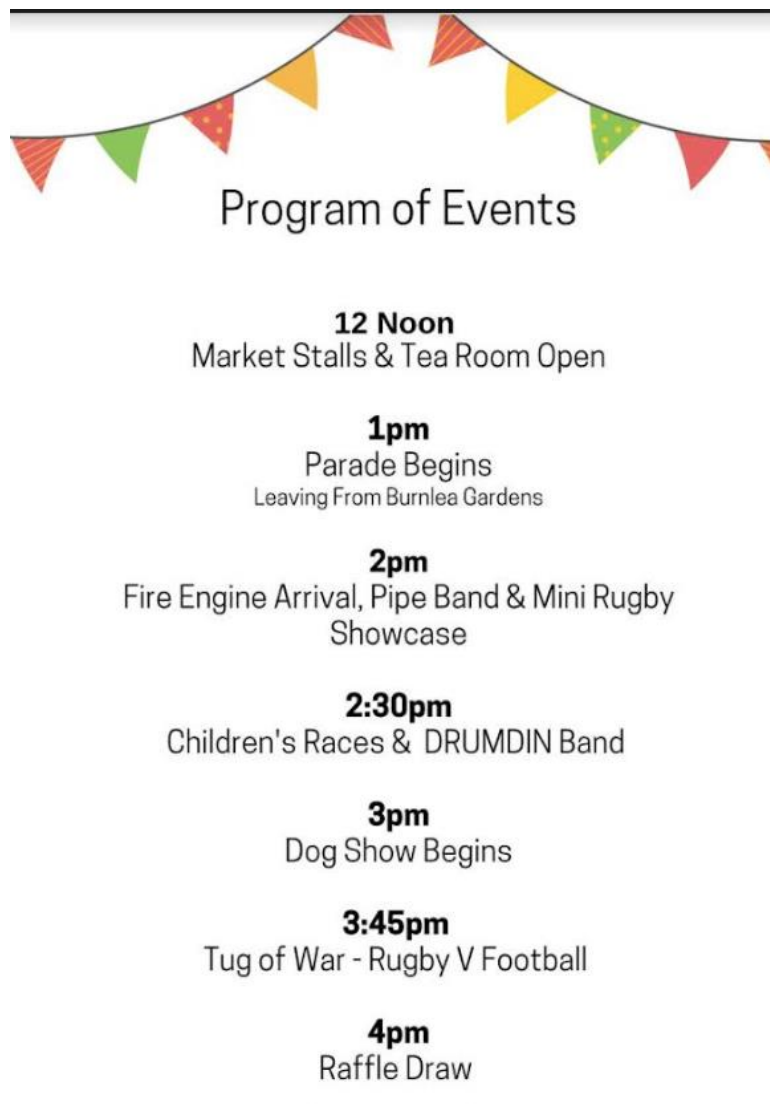 Program of Events
12 Noon
Market Stalls & Tea Room Open
1pm
Parade Begins
Leaving From Burnlea Gardens
2pm
Fire Engine Arrival, Pipe Band & Mini Rugby
Showcase
2:30pm
Children's Races & DRUMDIN Band
3pm
Dog Show Begins
3:45pm
Tug of War - Rugby V Football
4pm
Raffle Draw